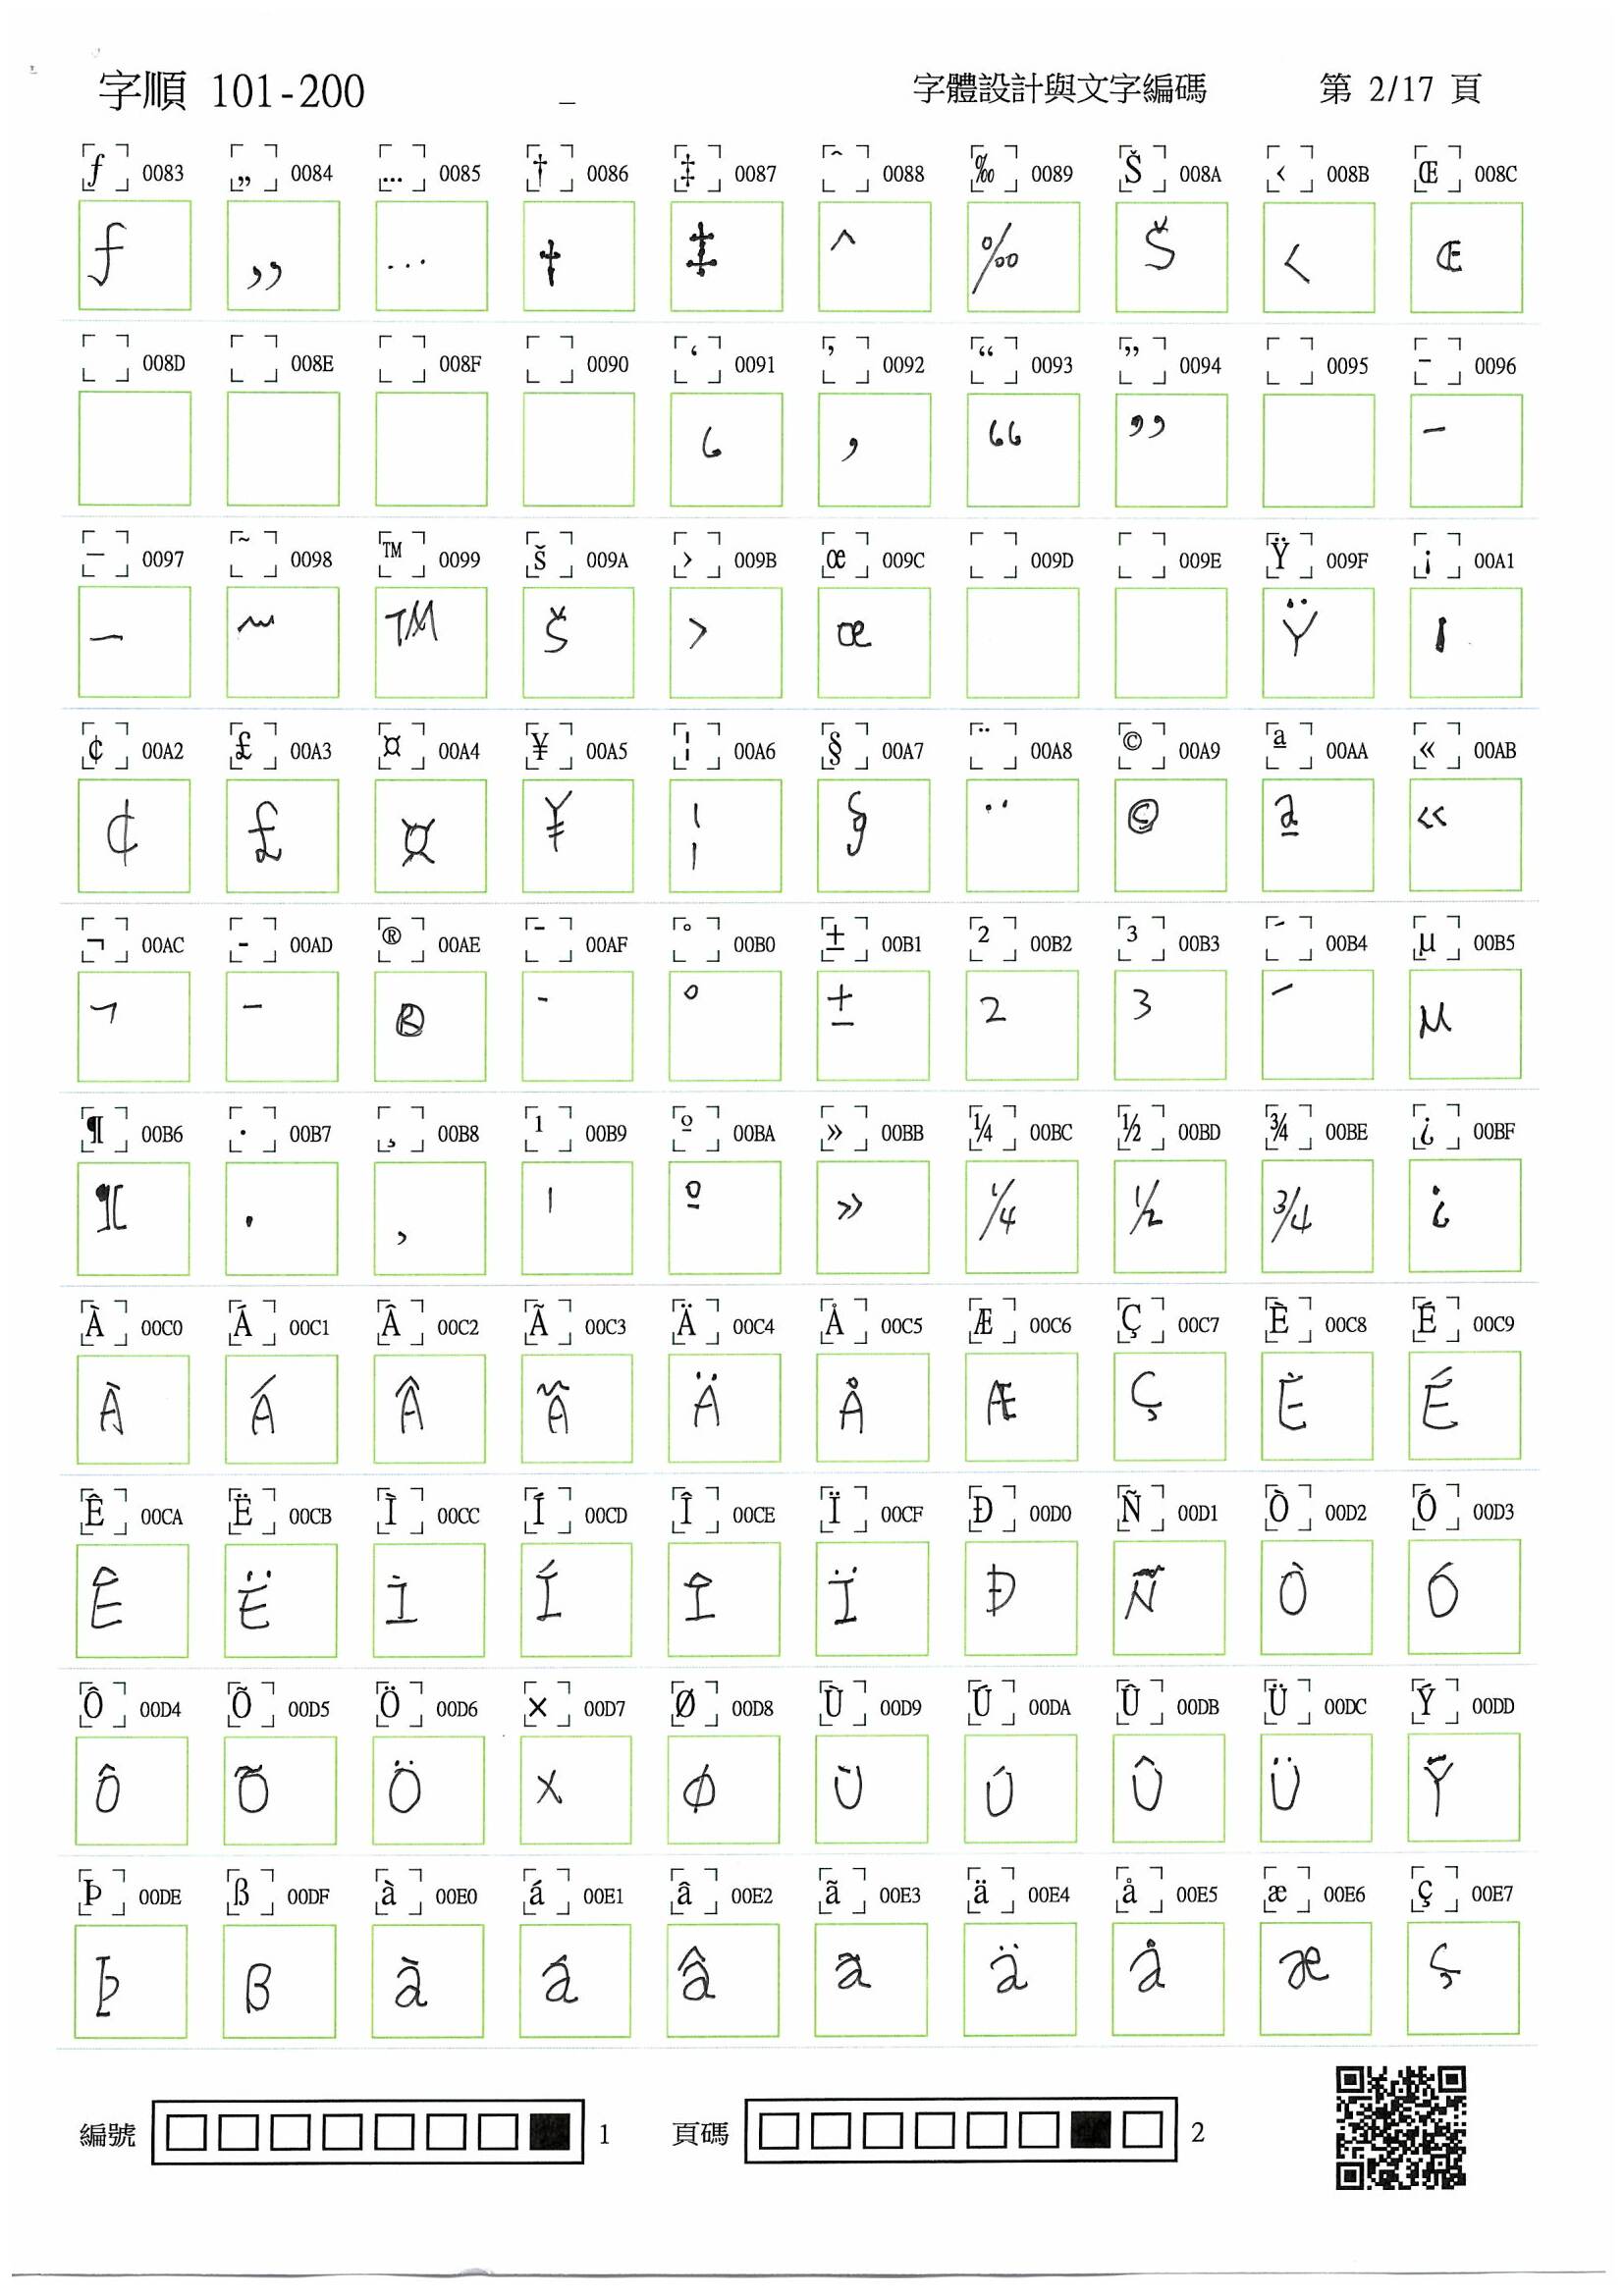 字順 101-200 _ 字體設計與文字編碼 第 2/17 頁
ƒ 0083 „ 0084 … 0085 † 0086 ‡ 0087 ˆ 0088 ‰ 0089 Š 008A ‹ 008B Œ 008C
ƒ „ … † ‡ ^ ‰ Š ‹ Œ
008D 008E 008F 0090 ‘ 0091 ’ 0092 “ 0093 ” 0094 0095 – 0096
‘ ’ “ ” –
— 0097 ˜ 0098 ™ 0099 š 009A › 009B œ 009C 009D 009E Ÿ 009F ¡ 00A1
— ~ ™ š › œ Ÿ ¡
¢ 00A2 £ 00A3 ¤ 00A4 ¥ 00A5 ¦ 00A6 § 00A7 ¨ 00A8 © 00A9 ª 00AA « 00AB
¢ £ ¤ ¥ ¦ § ¨ © ª «
¬ 00AC - 00AD ® 00AE ¯ 00AF ° 00B0 ± 00B1 ² 00B2 ³ 00B3 ´ 00B4 µ 00B5
¬ - ® ¯ ° ± 2 3 ´ µ
¶ 00B6 · 00B7 ¸ 00B8 ¹ 00B9 º 00BA » 00BB ¼ 00BC ½ 00BD ¾ 00BE ¿ 00BF
¶ · ¸ ¹ º » ¼ ½ ¾ ¿
À 00C0 Á 00C1 Â 00C2 Ã 00C3 Ä 00C4 Å 00C5 Æ 00C6 Ç 00C7 È 00C8 É 00C9
À Á Â Ã Ä Å Æ Ç È É
Ê 00CA Ë 00CB Ì 00CC Í 00CD Î 00CE Ï 00CF Ð 00D0 Ñ 00D1 Ò 00D2 Ó 00D3
Ê Ë Ì Í Î Ï Ð Ñ Ò Ó
Ô 00D4 Õ 00D5 Ö 00D6 × 00D7 Ø 00D8 Ù 00D9 Ú 00DA Û 00DB Ü 00DC Ý 00DD
Ô Õ Ö × Ø Ù Ú Û Ü Ý
Þ 00DE ß 00DF à 00E0 á 00E1 â 00E2 ã 00E3 ä 00E4 å 00E5 æ 00E6 ç 00E7
Þ ß à á â ã ä å æ ç
編號 1 頁碼 2